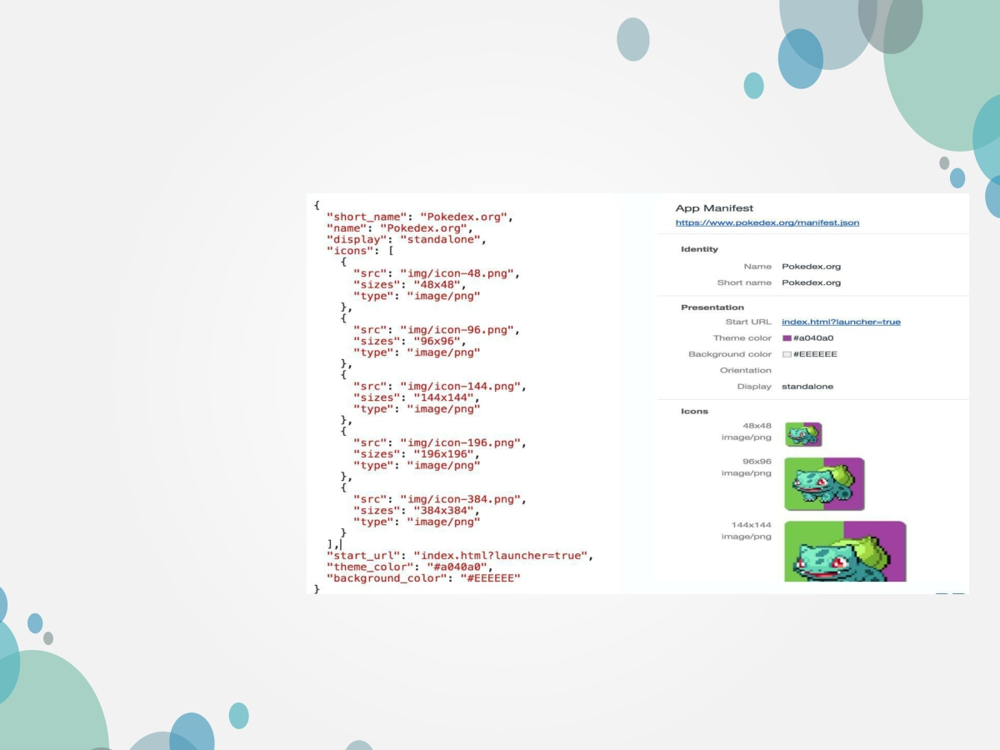 {
"short_name": "Pokedex.org",
"name": "Pokedex.org",
"display": "standalone",
"icons": [
{
"src": "img/icon-48.png",
"sizes": "48x48",
"type": "image/png"
},
{
"src": "img/icon-96.png",
"sizes": "96x96",
"type": "image/png"
},
{
"src": "img/icon-144.png",
"sizes": "144x144",
"type": "image/png"
},
{
"src": "img/icon-196.png",
"sizes": "196x196",
"type": "image/png"
},
{
"src": "img/icon-384.png",
"sizes": "384x384",
"type": "image/png"
}
],
"start_url": "index.html?launcher=true",
"theme_color": "#a040a0",
"background_color": "#EEEEEE"
}
App Manifest
https://www.pokedex.org/manifest.json
Identity
Name Pokedex.org
Short name Pokedex.org
Presentation
Start URL index.html?launcher=true
Theme color #a040a0
Background color #EEEEEE
Orientation
Display standalone
Icons
48x48
image/png
96x96
image/png
144x144
image/png